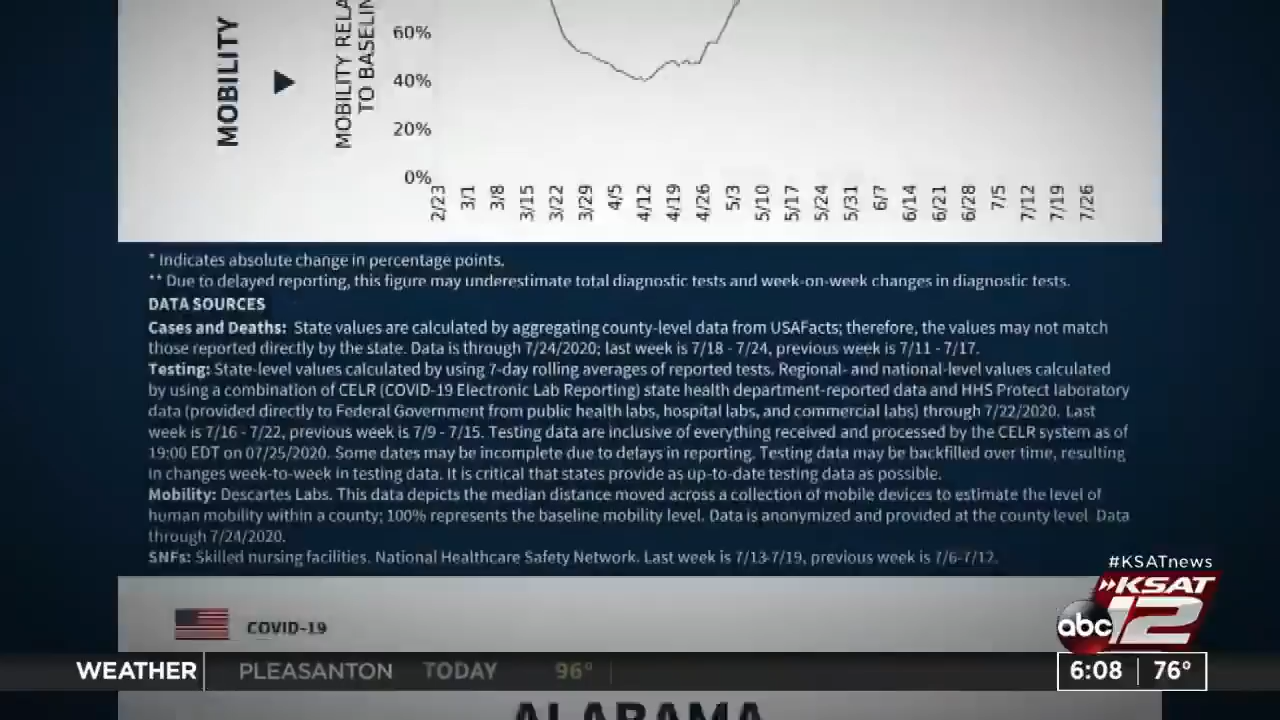 MOBILITY
MOBILITY RELA
TO BASELIN
60%
40%
20%
0%
2/23 3/1 3/8 3/15 3/22 3/29 4/5 4/12 4/19 4/26 5/3 5/10 5/17 5/24 5/31 6/7 6/14 6/21 6/28 7/5 7/12 7/19 7/26
* Indicates absolute change in percentage points.
** Due to delayed reporting, this figure may underestimate total diagnostic tests and week-on-week changes in diagnostic tests.
DATA SOURCES
Cases and Deaths: State values are calculated by aggregating county-level data from USAFacts; therefore, the values may not match
those reported directly by the state. Data is through 7/24/2020; last week is 7/18 - 7/24, previous week is 7/11 - 7/17.
Testing: State-level values calculated by using 7-day rolling averages of reported tests. Regional- and national-level values calculated
by using a combination of CELR (COVID-19 Electronic Lab Reporting) state health department-reported data and HHS Protect laboratory
data (provided directly to Federal Government from public health labs, hospital labs, and commercial labs) through 7/22/2020. Last
week is 7/16 - 7/22, previous week is 7/9 - 7/15. Testing data are inclusive of everything received and processed by the CELR system as of
19:00 EDT on 07/25/2020. Some dates may be incomplete due to delays in reporting. Testing data may be backfilled over time, resulting
in changes week-to-week in testing data. It is critical that states provide as up-to-date testing data as possible.
Mobility: Descartes Labs. This data depicts the median distance moved across a collection of mobile devices to estimate the level of
human mobility within a county; 100% represents the baseline mobility level. Data is anonymized and provided at the county level. Data
through 7/24/2020.
SNFs: Skilled nursing facilities. National Healthcare Safety Network. Last week is 7/13-7/19, previous week is 7/6-7/12.
#KSATnews
KSAT
abc 12
COVID-19
WEATHER PLEASANTON TODAY 96°
6:08 76°
ALABAMA